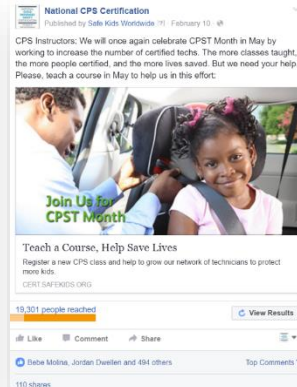 National CPS Certification
Published by Safe Kids Worldwide [?] · February 10 ·
CPS Instructors: We will once again celebrate CPST Month in May by
working to increase the number of certified techs. The more classes taught,
the more people certified, and the more lives saved. But we need your help.
Please, teach a course in May to help us in this effort:
Join Us for
CPST Month
Teach a Course, Help Save Lives
Register a new CPS class and help to grow our network of technicians to protect
more kids.
CERT.SAFEKIDS.ORG
19,301 people reached
View Results
Like Comment Share
Bebe Molina, Jordan Dwellen and 494 others Top Comments
110 shares